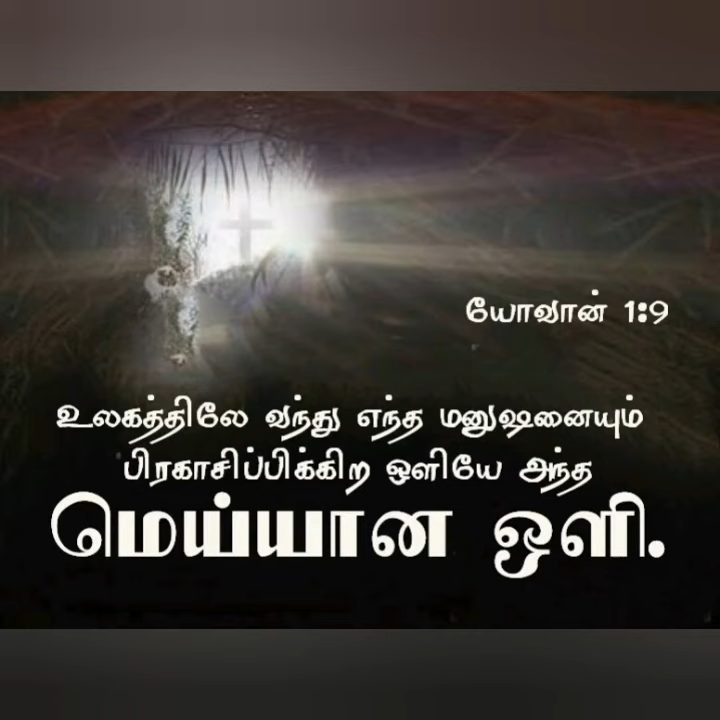 யோவான் 1:9
உலகத்திலே வந்து எந்த மனுஷனையும்
பிரகாசிப்பிக்கிற ஒளியே அந்த
மெய்யான ஒளி.